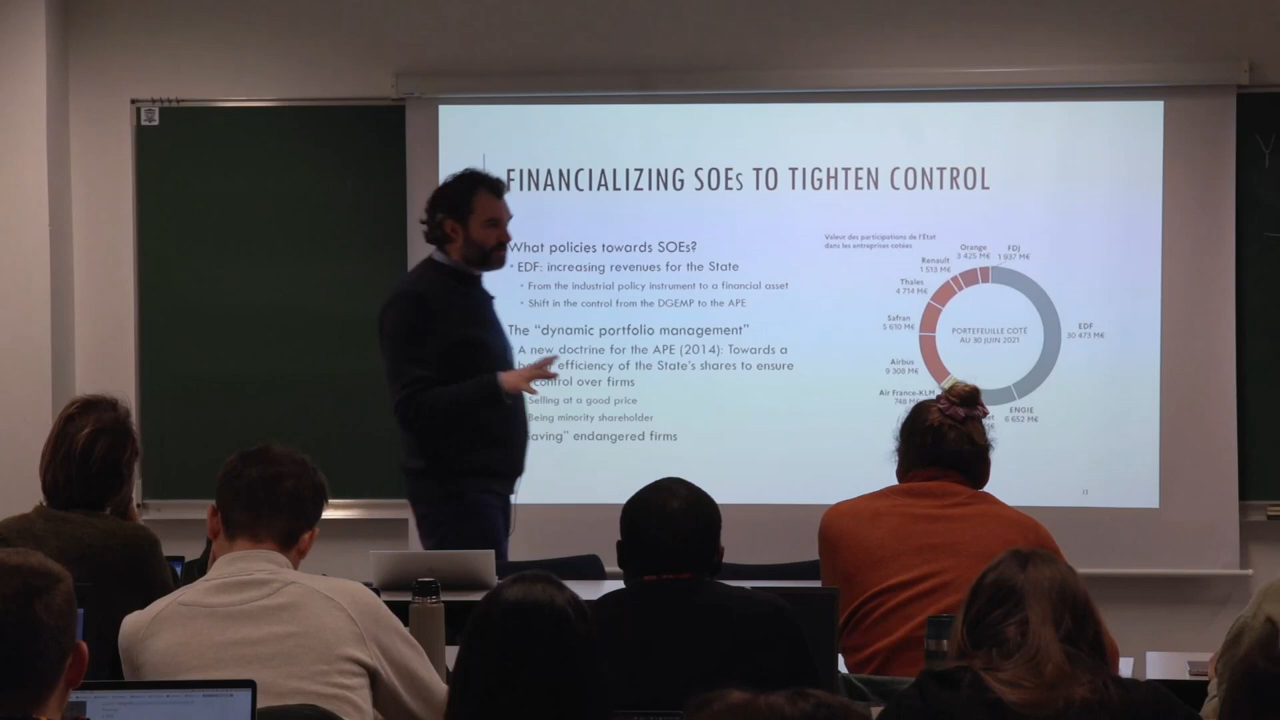 FINANCIALIZING SOEs TO TIGHTEN CONTROL
What policies towards SOEs?
EDF: increasing revenues for the State
From the industrial policy instrument to a financial asset
Shift in the control from the DGEMP to the APE
The "dynamic portfolio management"
A new doctrine for the APE (2014): Towards a
efficiency of the State's shares to ensure
control over firms
Selling at a good price
Being minority shareholder
endangered firms
Valeur des participations de l'État
dans les entreprises cotées
Orange
3 425 M€
FDJ
1 937 M€
Renault
1 513 M€
Thales
4 714 M€
Safran
5 610 M€
Airbus
9 308 M€
Air France-KLM
748
PORTEFEUILLE COTÉ
AU 30 JUIN 2021
EDF
30 473 M€
ENGIE
6 652 M€